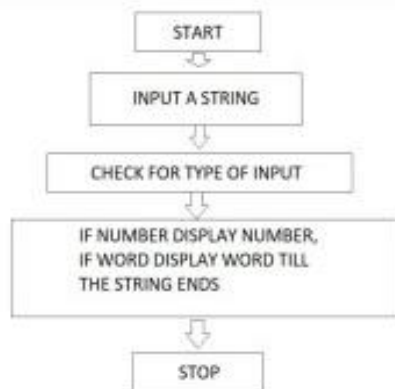 START
INPUT A STRING
CHECK FOR TYPE OF INPUT
IF NUMBER DISPLAY NUMBER,
IF WORD DISPLAY WORD TILL
THE STRING ENDS
STOP